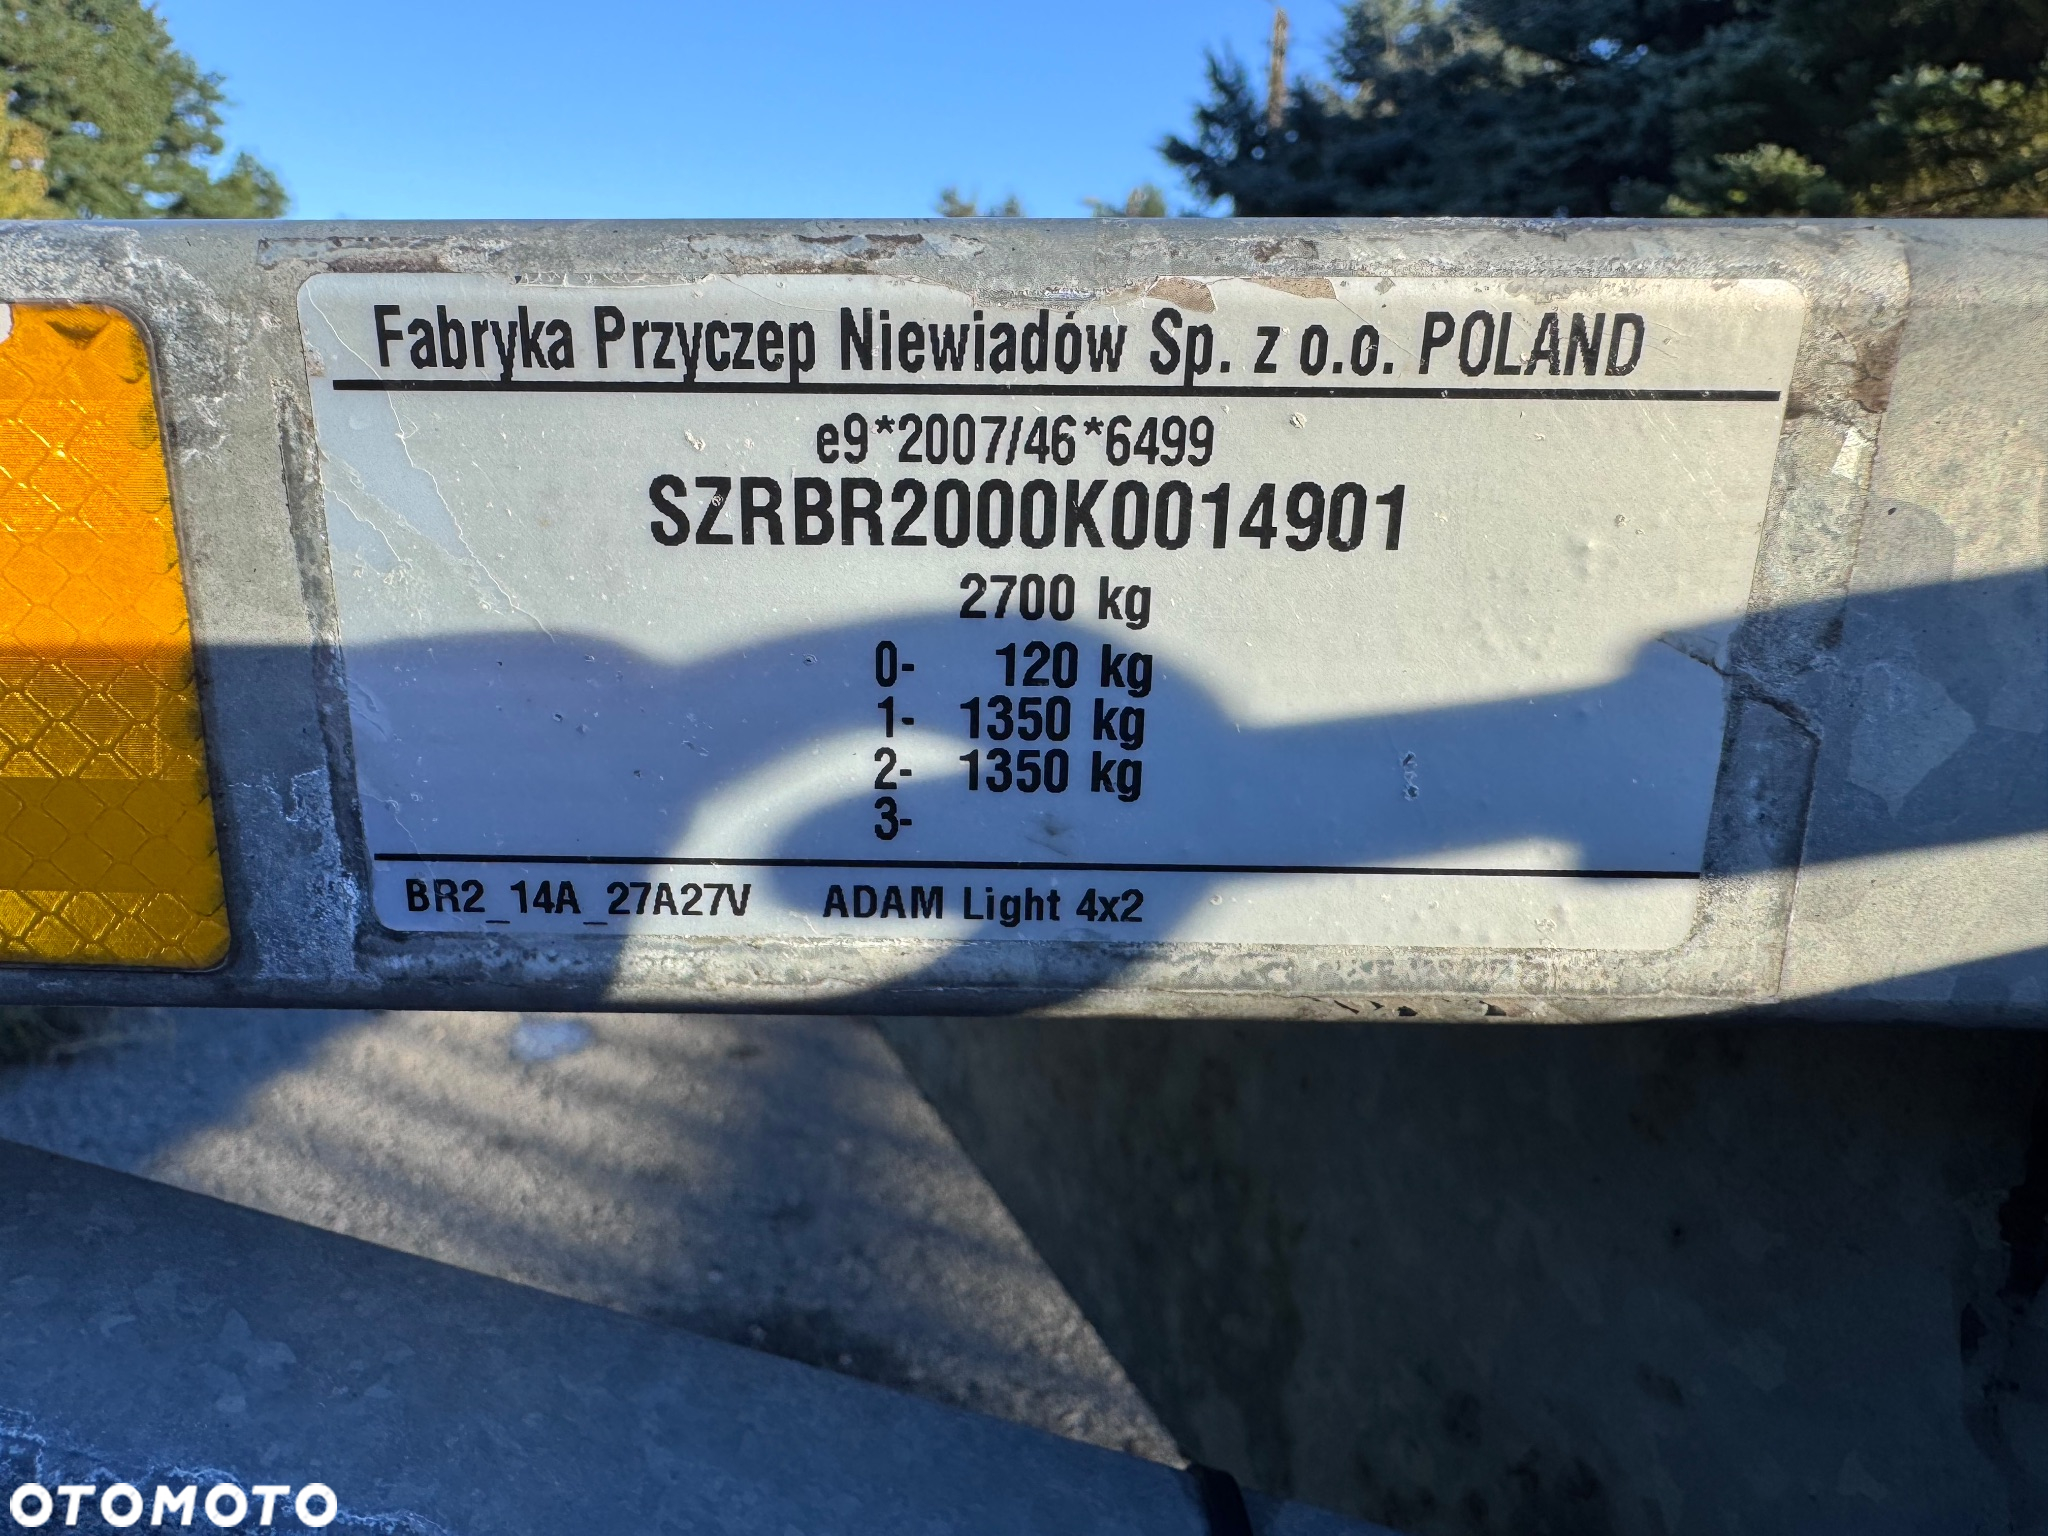 Fabryka Przyczep Niewiadów Sp. z o.o. POLAND
e9*2007/46*6499
SZRBR2000K0014901
2700 kg
0- 120 kg
1- 1350 kg
2- 1350 kg
3-
BR2_14A_27A27V ADAM Light 4x2
OTOMOTO